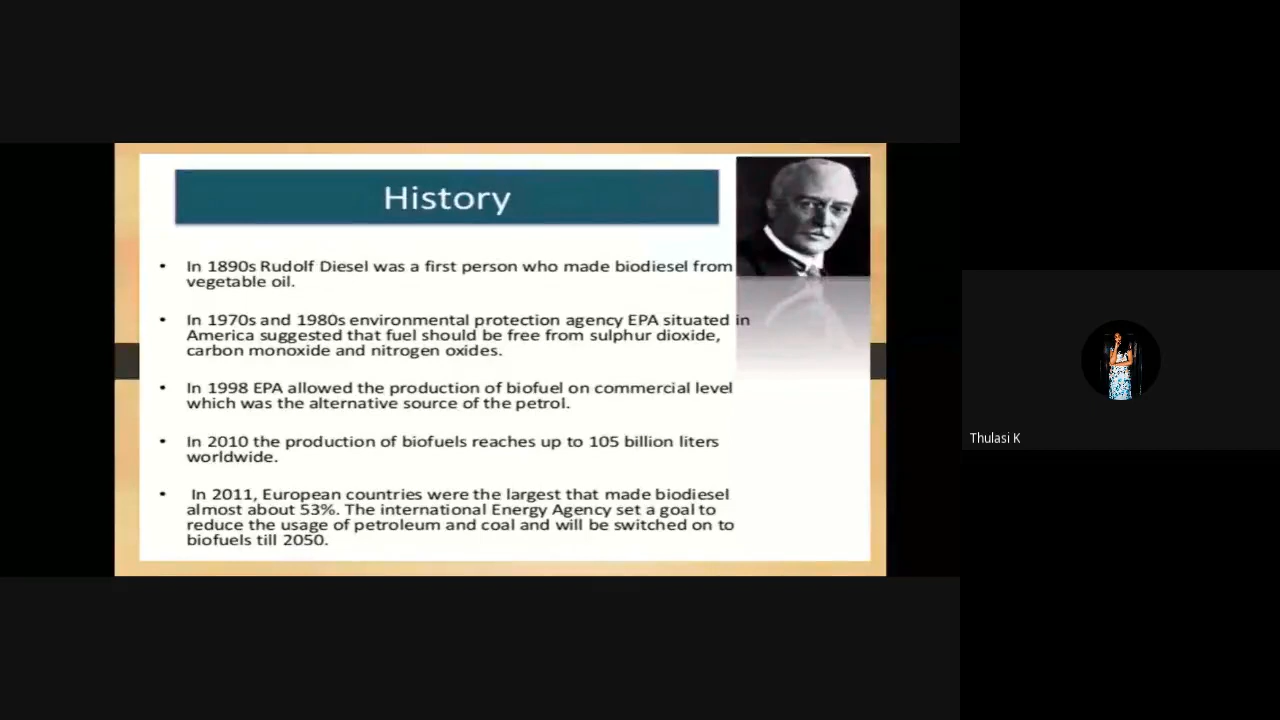 History
• In 1890s Rudolf Diesel was a first person who made biodiesel from
vegetable oil.
• In 1970s and 1980s environmental protection agency EPA situated in
America suggested that fuel should be free from sulphur dioxide,
carbon monoxide and nitrogen oxides.
• In 1998 EPA allowed the production of biofuel on commercial level
which was the alternative source of the petrol.
• In 2010 the production of biofuels reaches up to 105 billion liters
worldwide.
• In 2011, European countries were the largest that made biodiesel
almost about 53%. The international Energy Agency set a goal to
reduce the usage of petroleum and coal and will be switched on to
biofuels till 2050.
Thulasi K